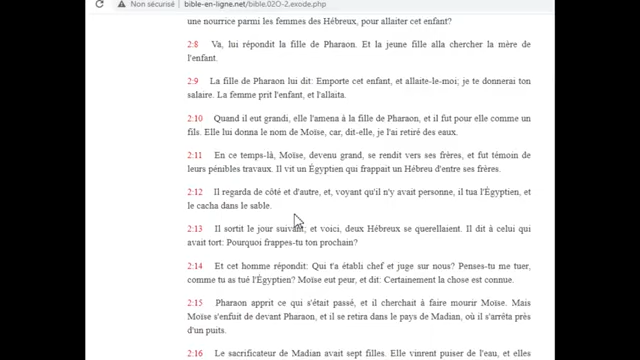 Non sécurisé | bible-en-ligne.net/bible.02O-2.exode.php
une nourrice parmi les femmes des Hébreux, pour allaiter cet enfant?
2:8 Va, lui répondit la fille de Pharaon. Et la jeune fille alla chercher la mère de
l'enfant.
2:9 La fille de Pharaon lui dit: Emporte cet enfant, et allaite-le-moi; je te donnerai ton
salaire. La femme prit l'enfant, et l'allaita.
2:10 Quand il eut grandi, elle l'amena à la fille de Pharaon, et il fut pour elle comme un
fils. Elle lui donna le nom de Moïse, car, dit-elle, je l'ai retiré des eaux.
2:11 En ce temps-là, Moïse, devenu grand, se rendit vers ses frères, et fut témoin de
leurs pénibles travaux. Il vit un Égyptien qui frappait un Hébreu d'entre ses frères.
2:12 Il regarda de côté et d'autre, et, voyant qu'il n'y avait personne, il tua l'Égyptien, et
le cacha dans le sable.
2:13 Il sortit le jour suivant; et voici, deux Hébreux se querellaient. Il dit à celui qui
avait tort: Pourquoi frappes-tu ton prochain?
2:14 Et cet homme répondit: Qui t'a établi chef et juge sur nous? Penses-tu me tuer,
comme tu as tué l'Égyptien? Moïse eut peur, et dit: Certainement la chose est connue.
2:15 Pharaon apprit ce qui s'était passé, et il cherchait à faire mourir Moïse. Mais
Moïse s'enfuit de devant Pharaon, et il se retira dans le pays de Madian, où il s'arrêta près
d'un puits.
2:16 Le sacrificateur de Madian avait sept filles. Elle vinrent puiser de l'eau, et elles